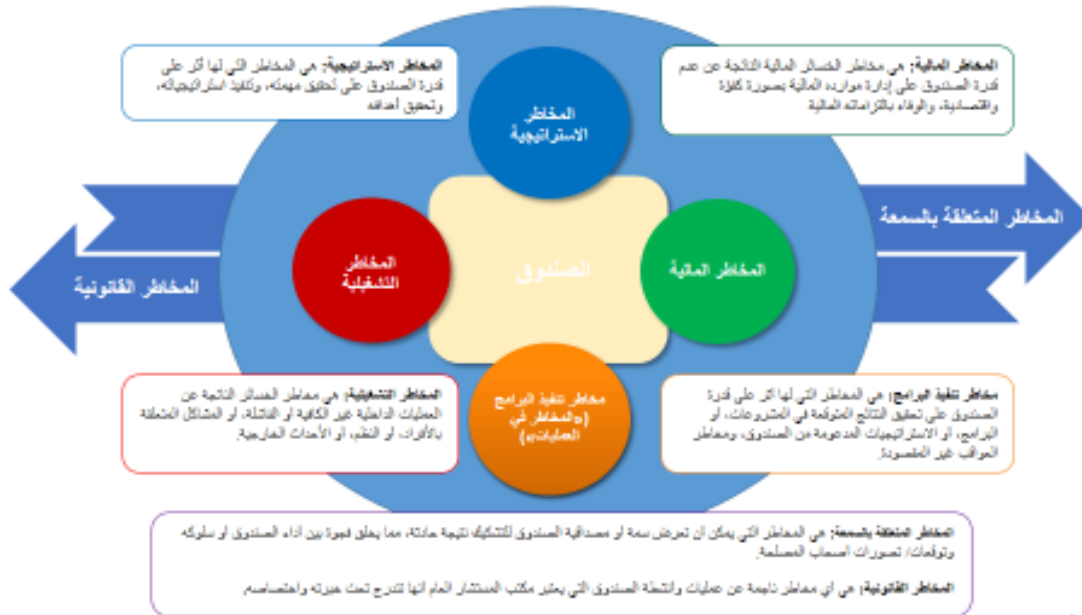 المخاطر المالية: هي مخاطر الخسائر المالية الناتجة عن عدم
قدرة الصندوق على إدارة موارده المالية بصورة كفؤة
واقتصادية، والوفاء بالتزاماته المالية
المخاطر الاستراتيجية: هي المخاطر التي لها أثر على
قدرة الصندوق على تحقيق مهمته، وتنفيذ استراتيجياته،
وتحقيق أهدافه
المخاطر
الاستراتيجية
المخاطر المتعلقة بالسمعة
المخاطر المالية
الصندوق
المخاطر
التشغيلية
المخاطر القانونية
مخاطر تنفيذ البرامج
(«المخاطر في
العمليات»)
مخاطر تنفيذ البرامج: هي المخاطر التي لها أثر على قدرة
الصندوق على تحقيق النتائج المتوقعة في المشروعات، أو
البرامج، أو الاستراتيجيات المدعومة من الصندوق، ومخاطر
العواقب غير المقصودة.
المخاطر التشغيلية: هي مخاطر الخسائر الناتجة عن
العمليات الداخلية غير الكافية أو الفاشلة، أو المشاكل المتعلقة
بالأفراد، أو النظم، أو الأحداث الخارجية.
المخاطر المتعلقة بالسمعة: هي المخاطر التي يمكن أن تعرض سمة أو مصداقية الصندوق للتشكيك نتيجة حادثة، مما يخلق فجوة بين أداء الصندوق أو سلوكه
وتوقعات/ تصورات أصحاب المصلحة.
المخاطر القانونية: هي أي مخاطر ناجمة عن عمليات وأنشطة الصندوق التي يعتبر مكتب المستشار العام أنها تندرج تحت خبرته واختصاصه.